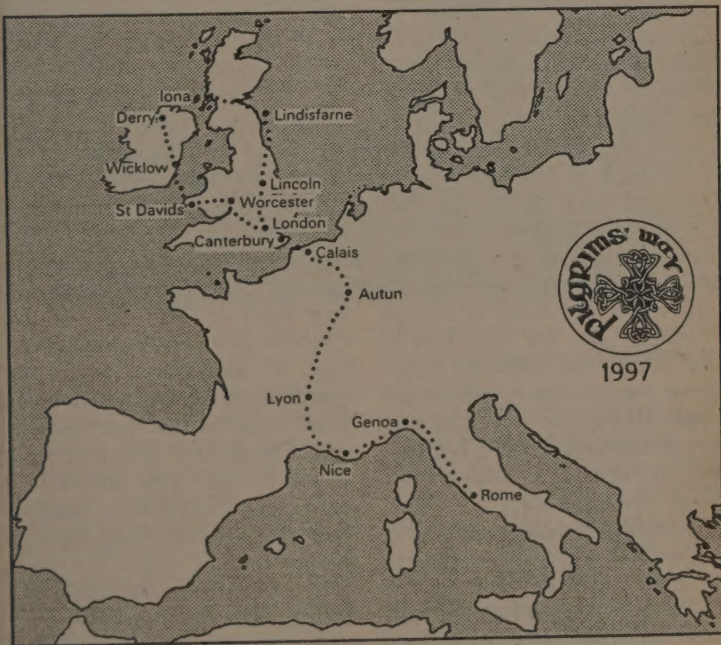 Iona
Derry
Lindisfarne
Wicklow
Lincoln
St Davids
Worcester
London
Canterbury
Calais
Autun
PILGRIMS' WAY
1997
Lyon
Genoa
Nice
Rome